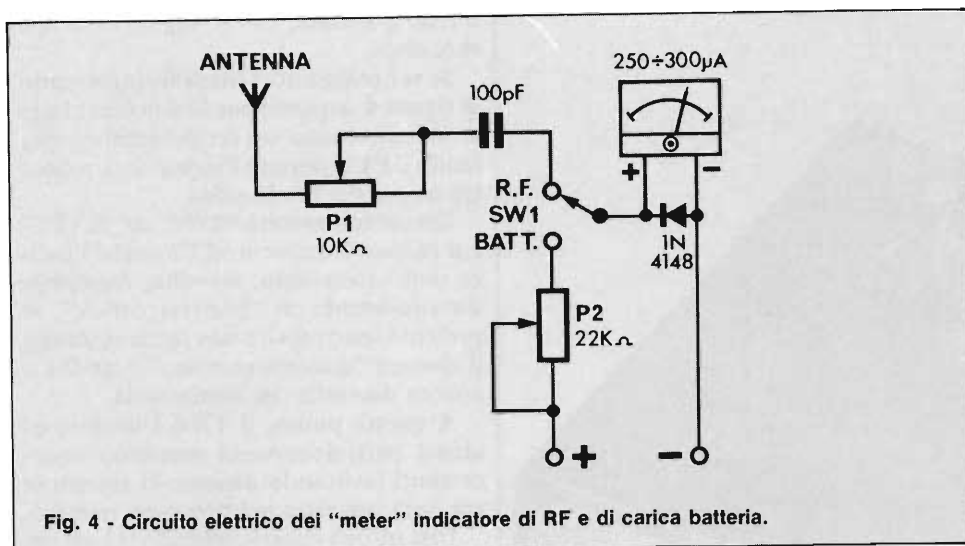 ANTENNA
250÷300µA
100pF
+ -
R.F.
SW1
P1
10KΩ
BATT.
1N
4148
P2
22KΩ
+ -
Fig. 4 - Circuito elettrico dei "meter" indicatore di RF e di carica batteria.